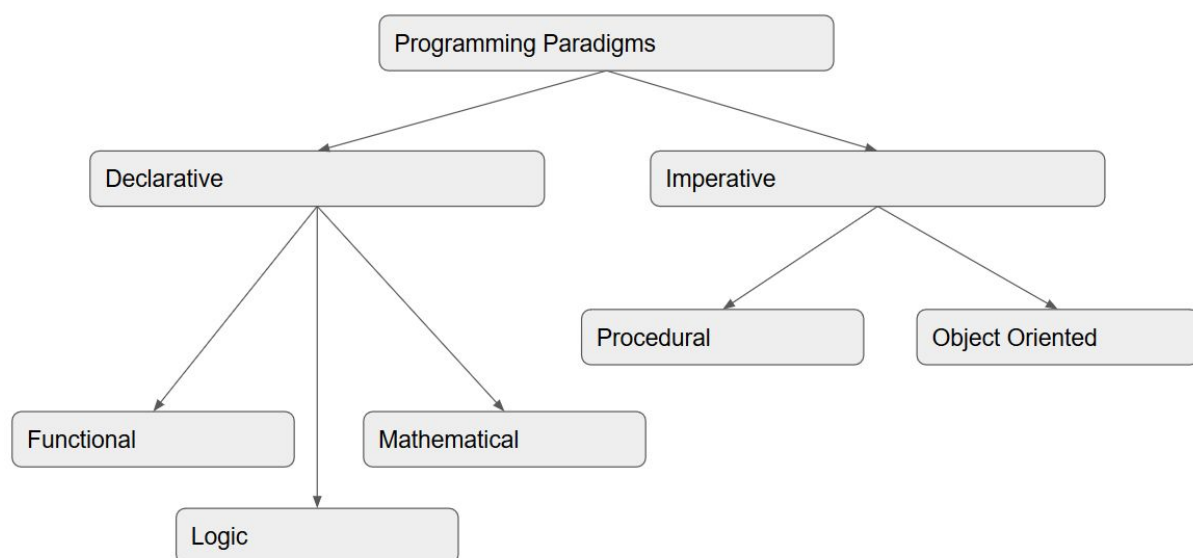 Programming Paradigms
Declarative
Imperative
Procedural
Object Oriented
Functional
Mathematical
Logic